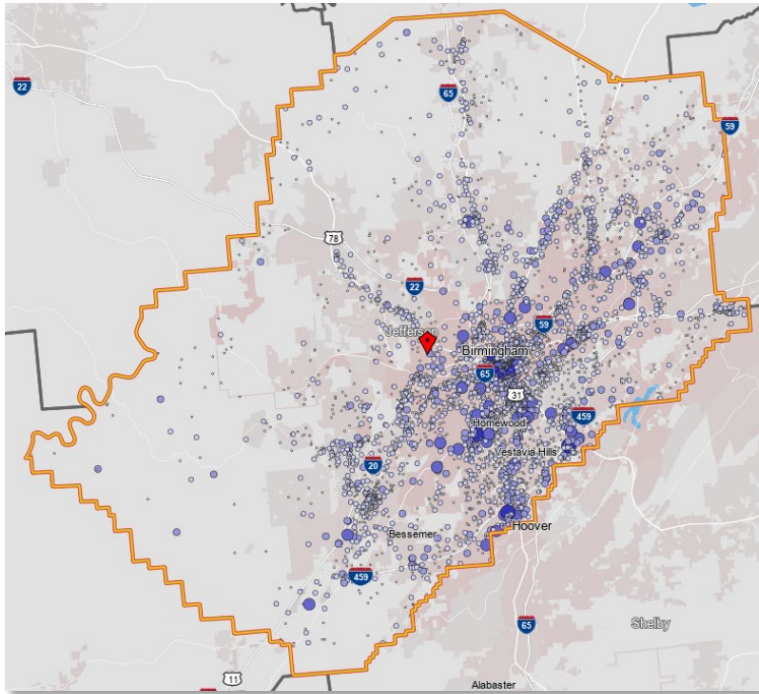 22
65
59
78
22
Jefferson
59
Birmingham
65
31
Homewood
459
Vestavia Hills
20
Hoover
Bessemer
459
65
Shelby
11
Alabaster